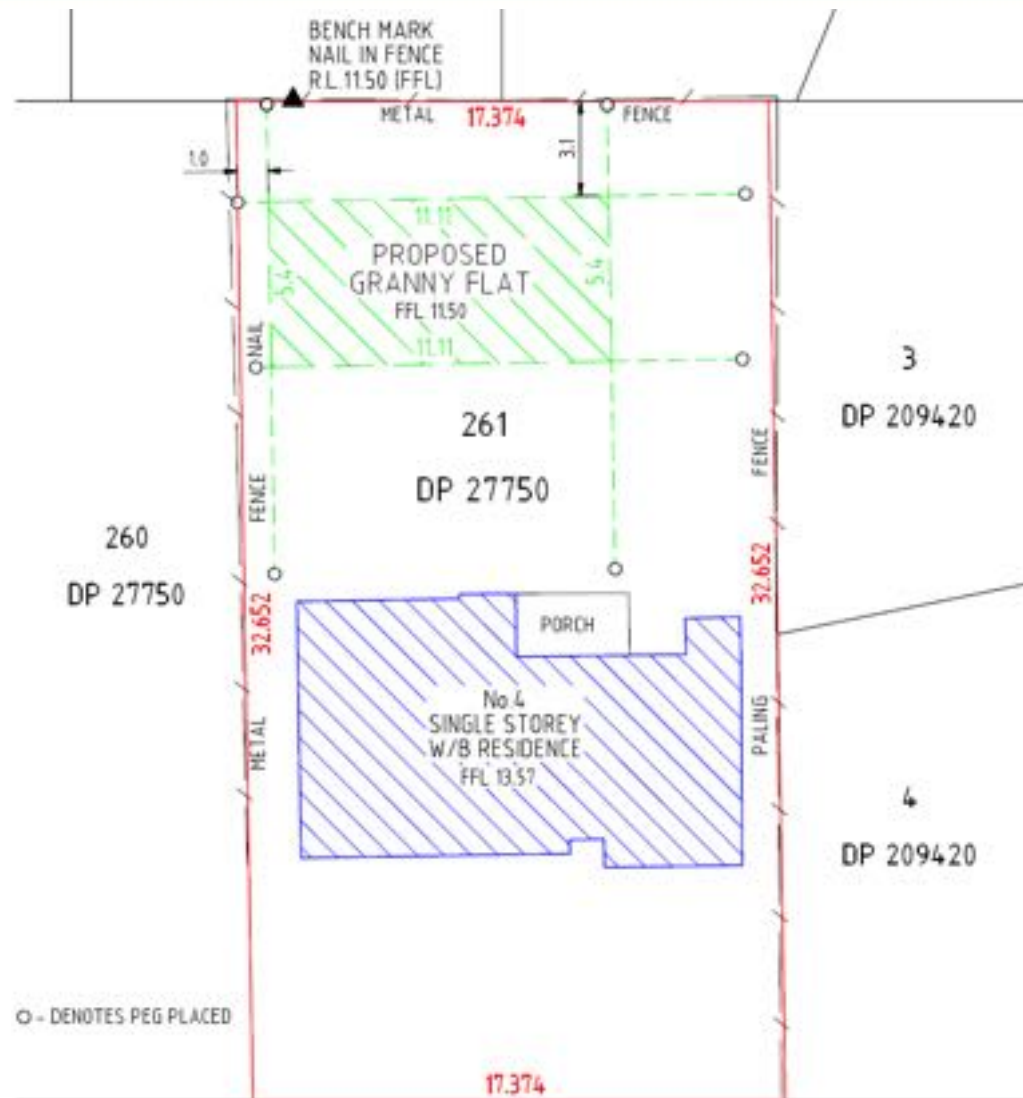 BENCH MARK
NAIL IN FENCE
R.L.11.50 (FFL)
METAL
17.374
FENCE
1.0
3.1
11.11
PROPOSED
GRANNY FLAT
FFL 11.50
5.4
5.4
11.11
NAIL
3
DP 209420
261
DP 27750
FENCE
FENCE
260
DP 27750
32.652
32.652
PORCH
No.4
SINGLE STOREY
W/B RESIDENCE
FFL 13.57
METAL
PALING
4
DP 209420
O - DENOTES PEG PLACED
17.374